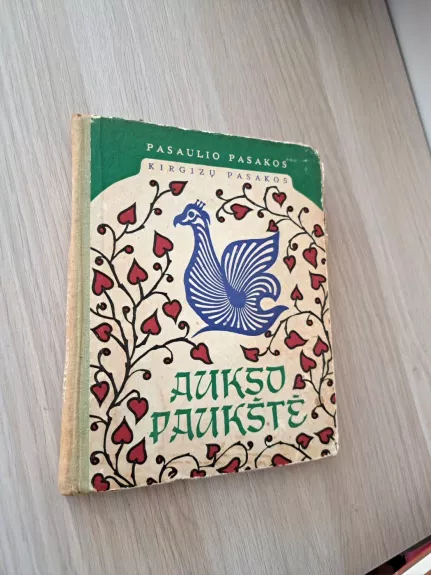 PASAULIO PASAKOS
KIRGIZŲ PASAKOS
AUKSO
PAUKŠTĖ